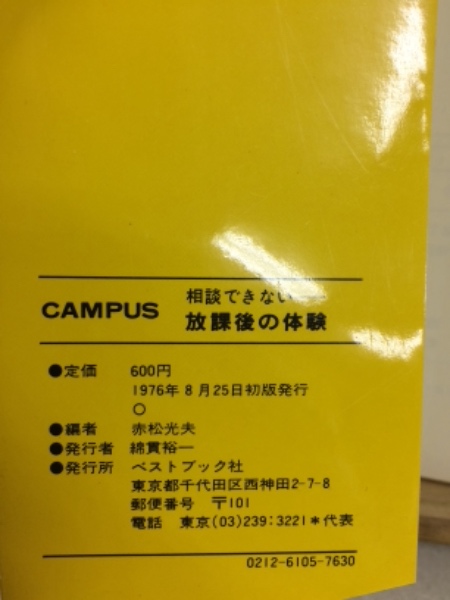 CAMPUS
相談できない
放課後の体験
●定価 600円
1976年8月25日初版発行
○
●編者 赤松光夫
●発行者 綿貫裕一
●発行所 ベストブック社
東京都千代田区西神田2-7-8
郵便番号 〒101
電話 東京(03)239:3221*代表
0212-6105-7630